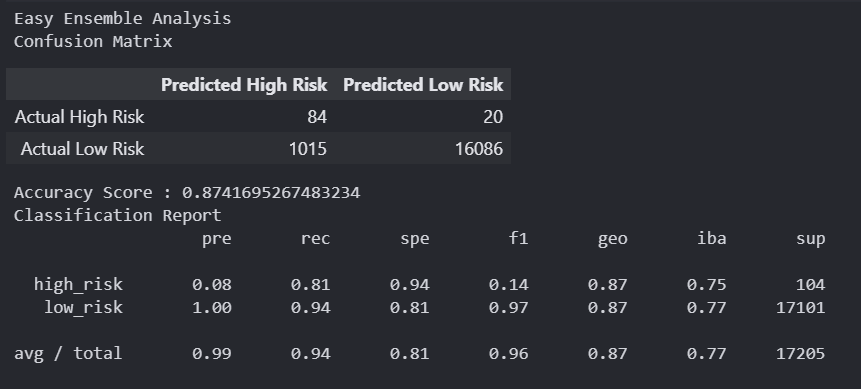 Easy Ensemble Analysis
Confusion Matrix
Predicted High Risk Predicted Low Risk
Actual High Risk 84 20
Actual Low Risk 1015 16086
Accuracy Score : 0.8741695267483234
Classification Report
pre rec spe f1 geo iba sup
high_risk 0.08 0.81 0.94 0.14 0.87 0.75 104
low_risk 1.00 0.94 0.81 0.97 0.87 0.77 17101
avg / total 0.99 0.94 0.81 0.96 0.87 0.77 17205